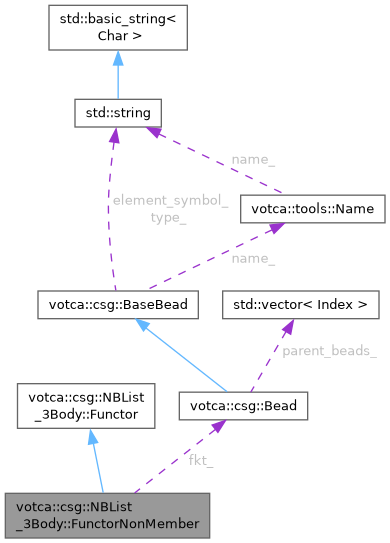 std::basic_string<
Char >
std::string
name_
element_symbol_
type_
votca::tools::Name
name_
votca::csg::BaseBead
std::vector< Index >
parent_beads_
votca::csg::NBList
_3Body::Functor
votca::csg::Bead
fkt_
votca::csg::NBList
_3Body::FunctorNonMember